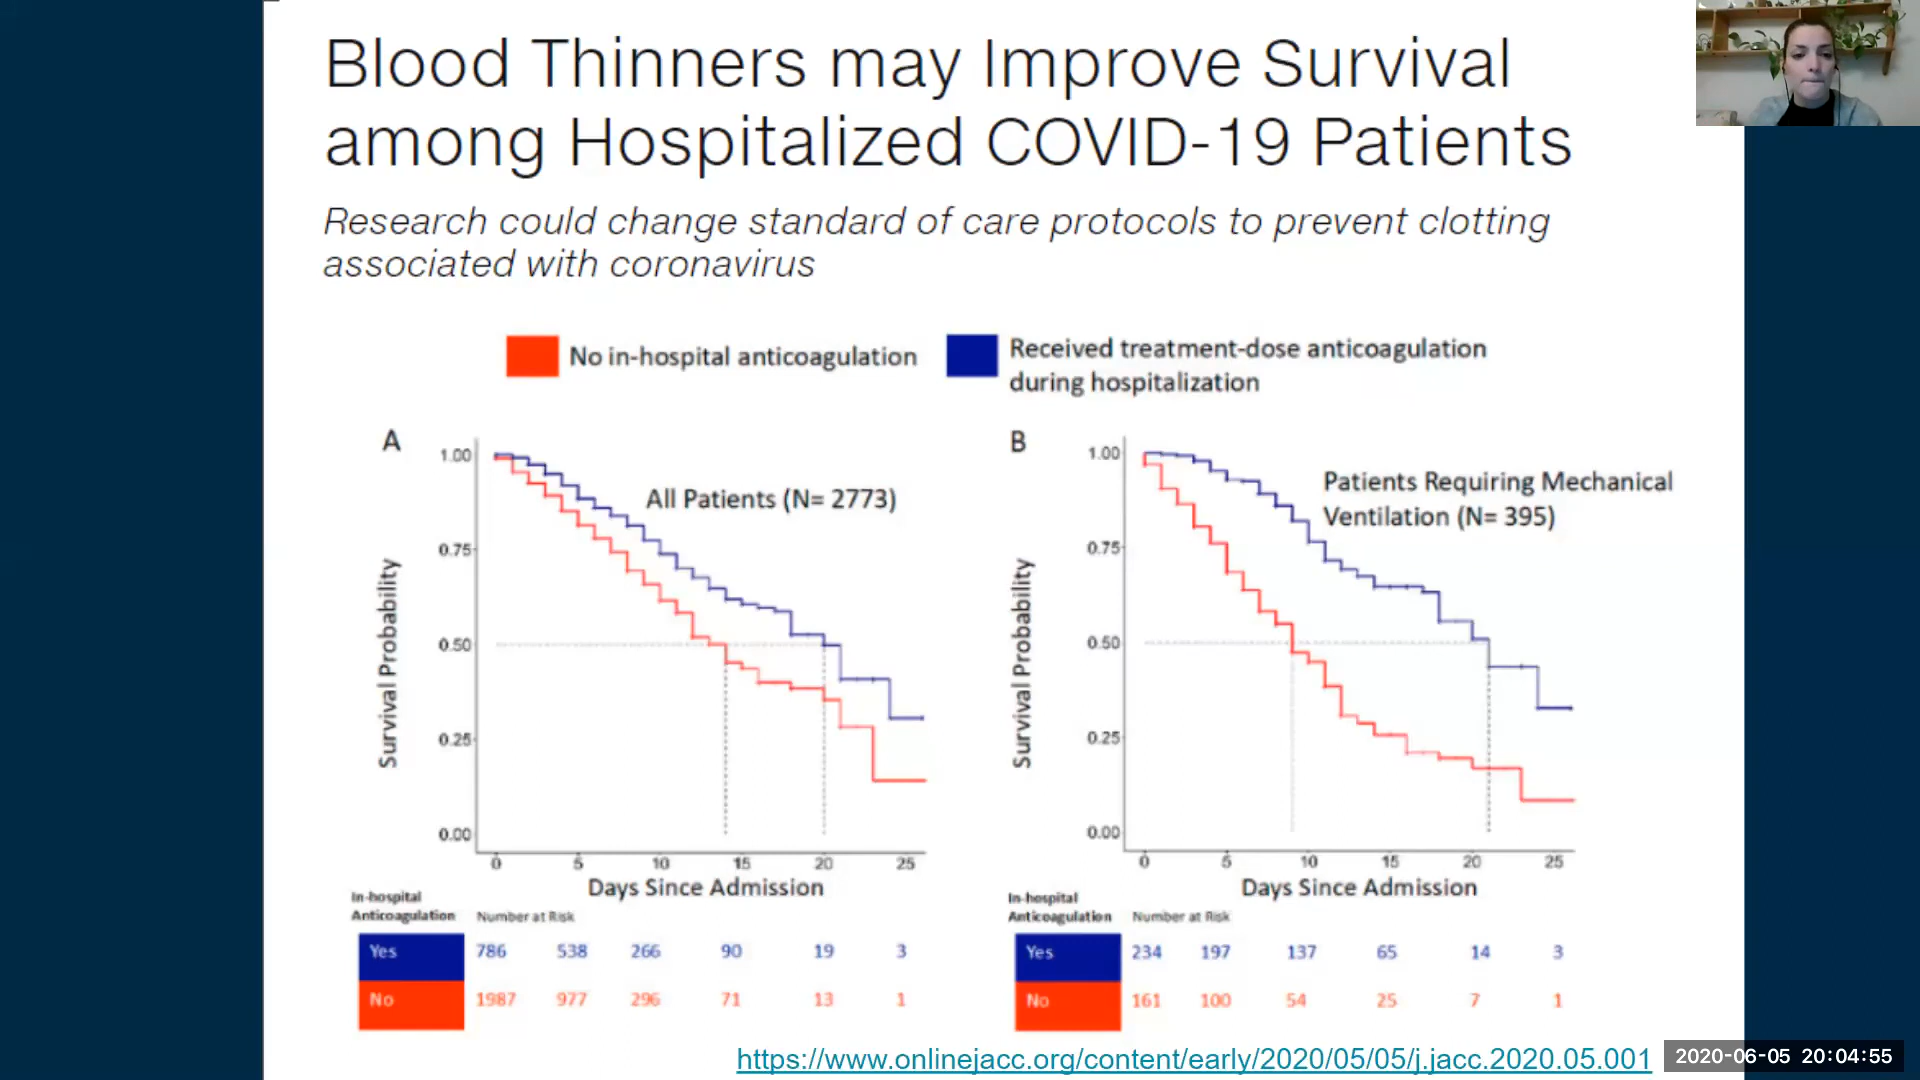 Blood Thinners may Improve Survival
among Hospitalized COVID-19 Patients
Research could change standard of care protocols to prevent clotting
associated with coronavirus
No in-hospital anticoagulation
Received treatment-dose anticoagulation
during hospitalization
A
All Patients (N= 2773)
Survival Probability
1.00
0.75
0.50
0.25
0.00
0 5 10 15 20 25
Days Since Admission
In-hospital
Anticoagulation Number at Risk
Yes 786 538 266 90 19 3
No 1987 977 296 71 13 1
B
Patients Requiring Mechanical
Ventilation (N= 395)
Survival Probability
1.00
0.75
0.50
0.25
0.00
0 5 10 15 20 25
Days Since Admission
In-hospital
Anticoagulation Number at Risk
Yes 234 197 137 65 14 3
No 161 100 54 25 7 1
https://www.onlinejacc.org/content/early/2020/05/05/j.jacc.2020.05.001
2020-06-05 20:04:55